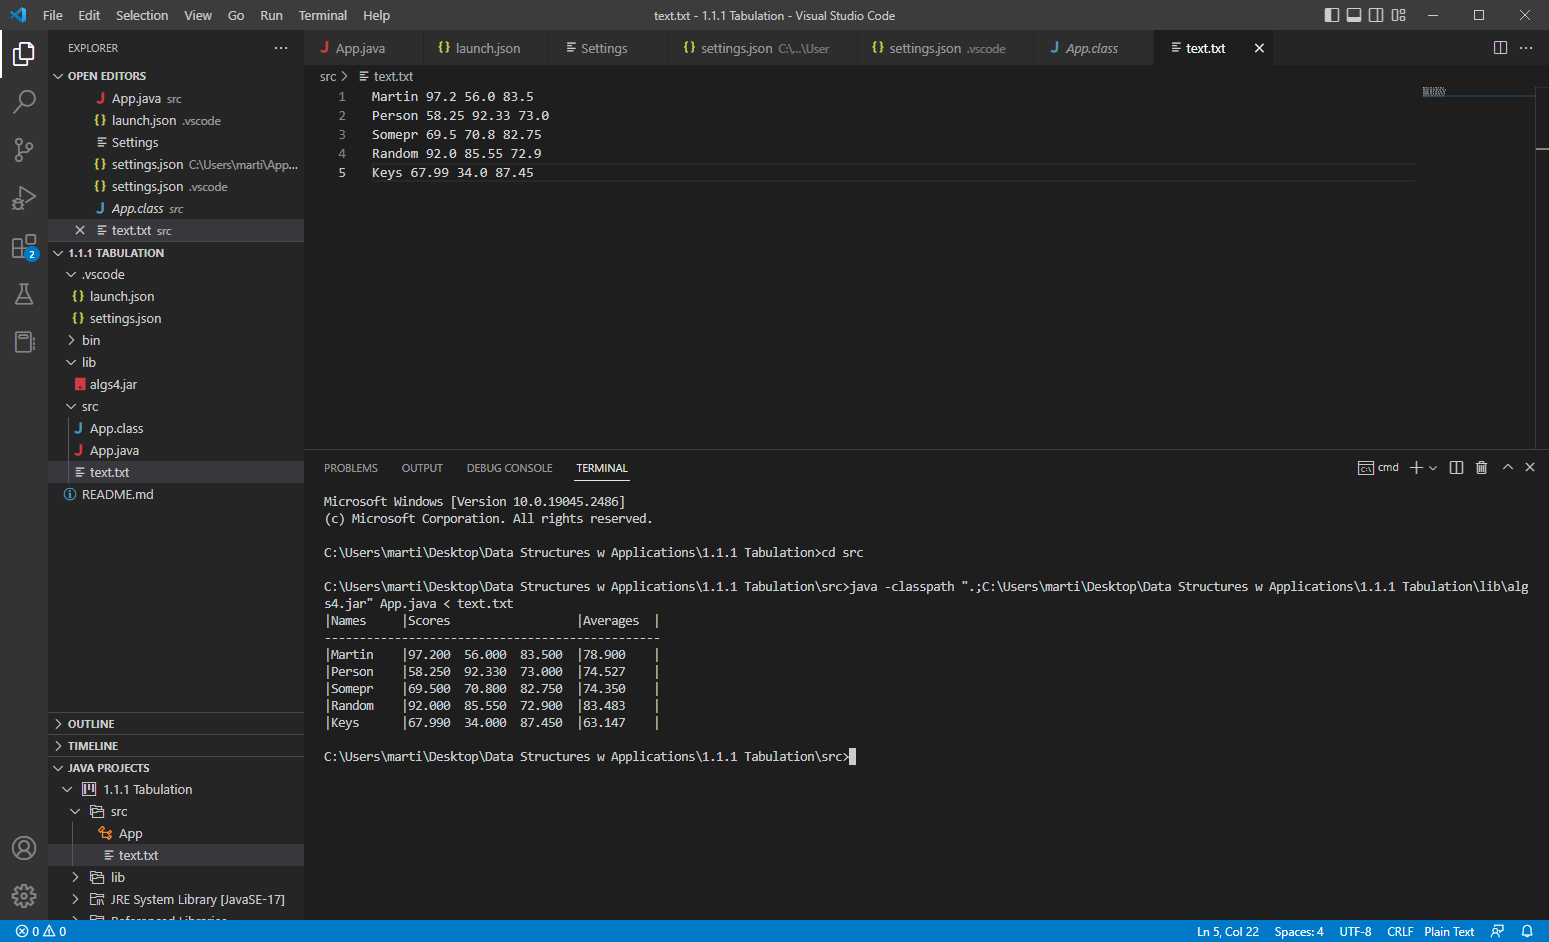 File Edit Selection View Go Run Terminal Help
text.txt - 1.1.1 Tabulation - Visual Studio Code
EXPLORER
OPEN EDITORS
App.java src
launch.json .vscode
Settings
settings.json C:\Users\marti\App...
settings.json .vscode
App.class src
text.txt src
1.1.1 TABULATION
.vscode
launch.json
settings.json
bin
lib
algs4.jar
src
App.class
App.java
text.txt
README.md
OUTLINE
TIMELINE
JAVA PROJECTS
1.1.1 Tabulation
src
App
text.txt
lib
JRE System Library [JavaSE-17]
Referenced Libraries
2
App.java launch.json Settings settings.json C:\...\User settings.json .vscode App.class text.txt
src > text.txt
1 Martin 97.2 56.0 83.5
2 Person 58.25 92.33 73.0
3 Somepr 69.5 70.8 82.75
4 Random 92.0 85.55 72.9
5 Keys 67.99 34.0 87.45
PROBLEMS OUTPUT DEBUG CONSOLE TERMINAL
cmd
Microsoft Windows [Version 10.0.19045.2486]
(c) Microsoft Corporation. All rights reserved.
C:\Users\marti\Desktop\Data Structures w Applications\1.1.1 Tabulation>cd src
C:\Users\marti\Desktop\Data Structures w Applications\1.1.1 Tabulation\src>java -classpath ".;C:\Users\marti\Desktop\Data Structures w Applications\1.1.1 Tabulation\lib\alg
s4.jar" App.java < text.txt
|Names |Scores |Averages |
------------------------------------------------
|Martin |97.200 56.000 83.500 |78.900 |
|Person |58.250 92.330 73.000 |74.527 |
|Somepr |69.500 70.800 82.750 |74.350 |
|Random |92.000 85.550 72.900 |83.483 |
|Keys |67.990 34.000 87.450 |63.147 |
C:\Users\marti\Desktop\Data Structures w Applications\1.1.1 Tabulation\src>
0 0
Ln 5, Col 22 Spaces: 4 UTF-8 CRLF Plain Text